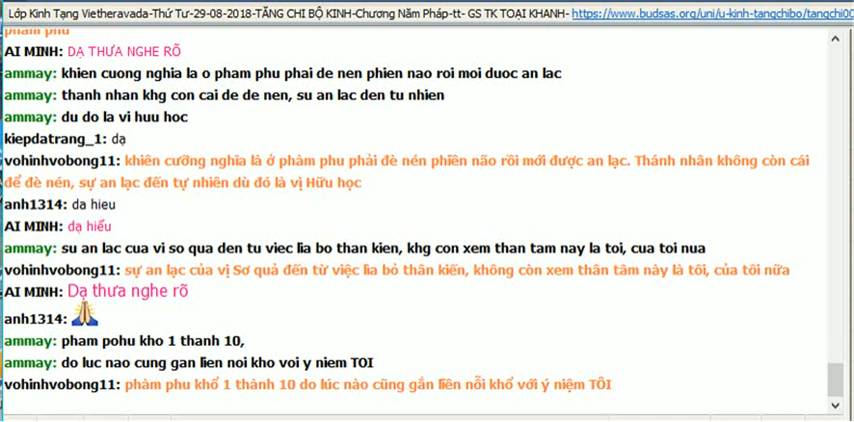 Lớp Kinh Tạng Vietheravada-Thứ Tư-29-08-2018-TĂNG CHI BỘ KINH-Chương Năm Pháp-tt- GS TK TOẠI KHANH- https://www.budsas.org/uni/u-kinh-tangchibo/tangchi00
phàm phu
AI MINH: DẠ THƯA NGHE RÕ
ammay: khien cuong nghia la o pham phu phai de nen phien nao roi moi duoc an lac
ammay: thanh nhan khg con cai de de nen, su an lac den tu nhien
ammay: du do la vi huu hoc
kiepdatrang_1: dạ
vohinhvobong11: khiên cưỡng nghĩa là ở phàm phu phải đè nén phiền não rồi mới được an lạc. Thánh nhân không còn cái
để đè nén, sự an lạc đến tự nhiên dù đó là vị Hữu học
anh1314: da hieu
AI MINH: dạ hiểu
ammay: su an lac cua vi so qua den tu viec lia bo than kien, khg con xem than tam nay la toi, cua toi nua
vohinhvobong11: sự an lạc của vị Sơ quả đến từ việc lìa bỏ thân kiến, không còn xem thân tâm này là tôi, của tôi nữa
AI MINH: Dạ thưa nghe rõ
anh1314:
ammay: pham pohu kho 1 thanh 10,
ammay: do luc nao cung gan lien noi kho voi y niem TOI
vohinhvobong11: phàm phu khổ 1 thành 10 do lúc nào cũng gắn liền nỗi khổ với ý niệm TÔI